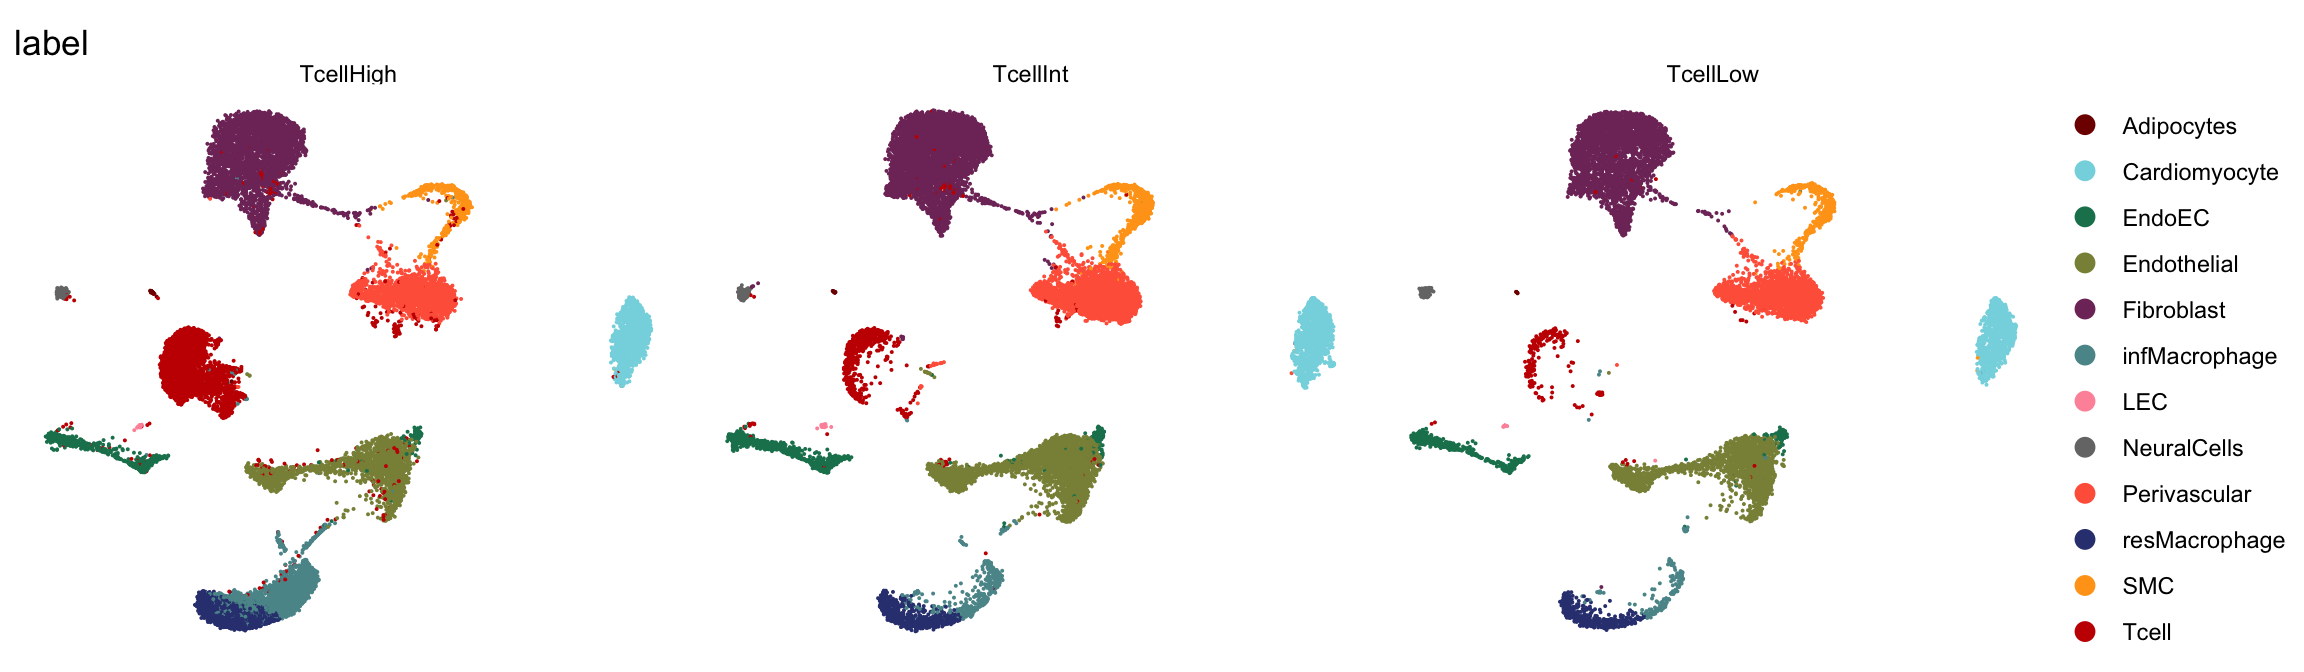 label
TcellHigh
TcellInt
TcellLow
Adipocytes
Cardiomyocyte
EndoEC
Endothelial
Fibroblast
infMacrophage
LEC
NeuralCells
Perivascular
resMacrophage
SMC
Tcell